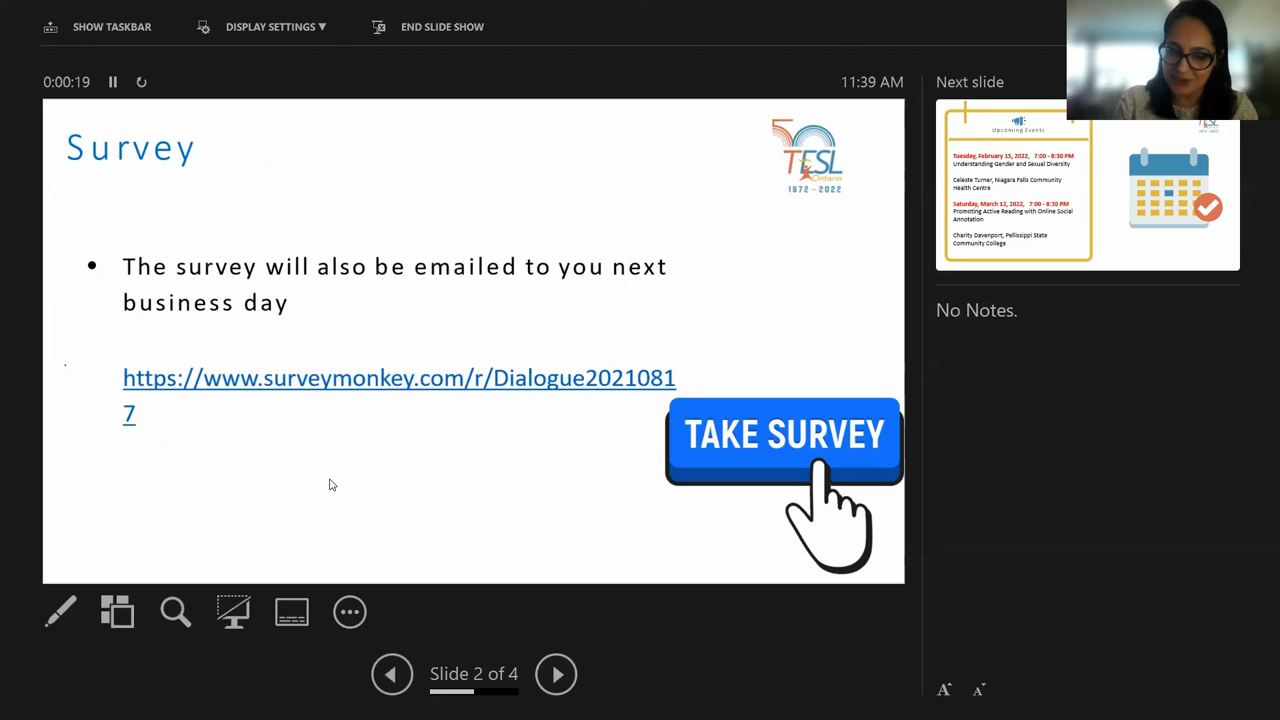 SHOW TASKBAR
DISPLAY SETTINGS ▼
END SLIDE SHOW
0:00:19
11:39 AM
Next slide
Survey
50
TESL
Ontario
1972 – 2022
• The survey will also be emailed to you next
business day
https://www.surveymonkey.com/r/Dialogue2021081
7
TAKE SURVEY
Upcoming Events
Tuesday, February 15, 2022, 7:00 - 8:30 PM
Understanding Gender and Sexual Diversity
Celeste Turner, Niagara Falls Community
Health Centre
Saturday, March 12, 2022, 7:00 - 8:30 PM
Promoting Active Reading with Online Social
Annotation
Charity Davenport, Pellissippi State
Community College
TESL
No Notes.
Slide 2 of 4
A A